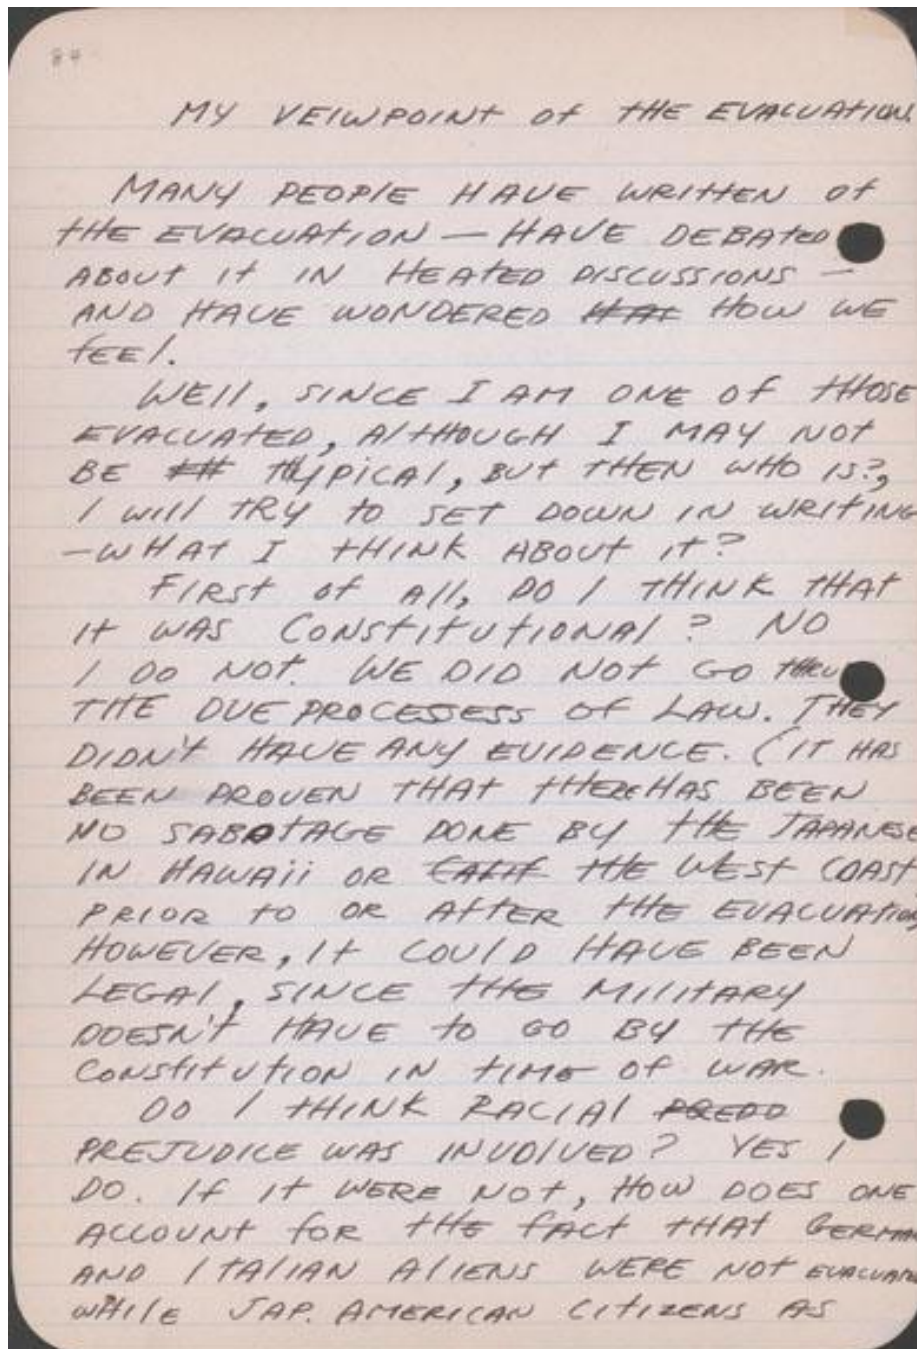 84
MY VEIWPOINT OF THE EVACUATION.
MANY PEOPLE HAVE WRITTEN OF
THE EVACUATION — HAVE DEBATED
ABOUT IT IN HEATED DISCUSSIONS —
AND HAVE WONDERED HOW WE
FEEL.
WELL, SINCE I AM ONE OF THOSE
EVACUATED, ALTHOUGH I MAY NOT
BE TYPICAL, BUT THEN WHO IS?,
I WILL TRY TO SET DOWN IN WRITING
—WHAT I THINK ABOUT IT?
FIRST OF ALL, DO I THINK THAT
IT WAS CONSTITUTIONAL? NO
I DO NOT. WE DID NOT GO THRU
THE DUE PROCESSESS OF LAW. THEY
DIDN'T HAVE ANY EVIDENCE. (IT HAS
BEEN PROVEN THAT THERE HAS BEEN
NO SABOTAGE DONE BY THE JAPANESE
IN HAWAII OR CALIF THE WEST COAST
PRIOR TO OR AFTER THE EVACUATION
HOWEVER, IT COULD HAVE BEEN
LEGAL, SINCE THE MILITARY
DOESN'T HAVE TO GO BY THE
CONSTITUTION IN TIME OF WAR.
DO I THINK RACIAL PREDD
PREJUDICE WAS INVOLVED? YES I
DO. IF IT WERE NOT, HOW DOES ONE
ACCOUNT FOR THE FACT THAT GERMAN
AND ITALIAN ALIENS WERE NOT EVACUATED
WHILE JAP. AMERICAN CITIZENS AS